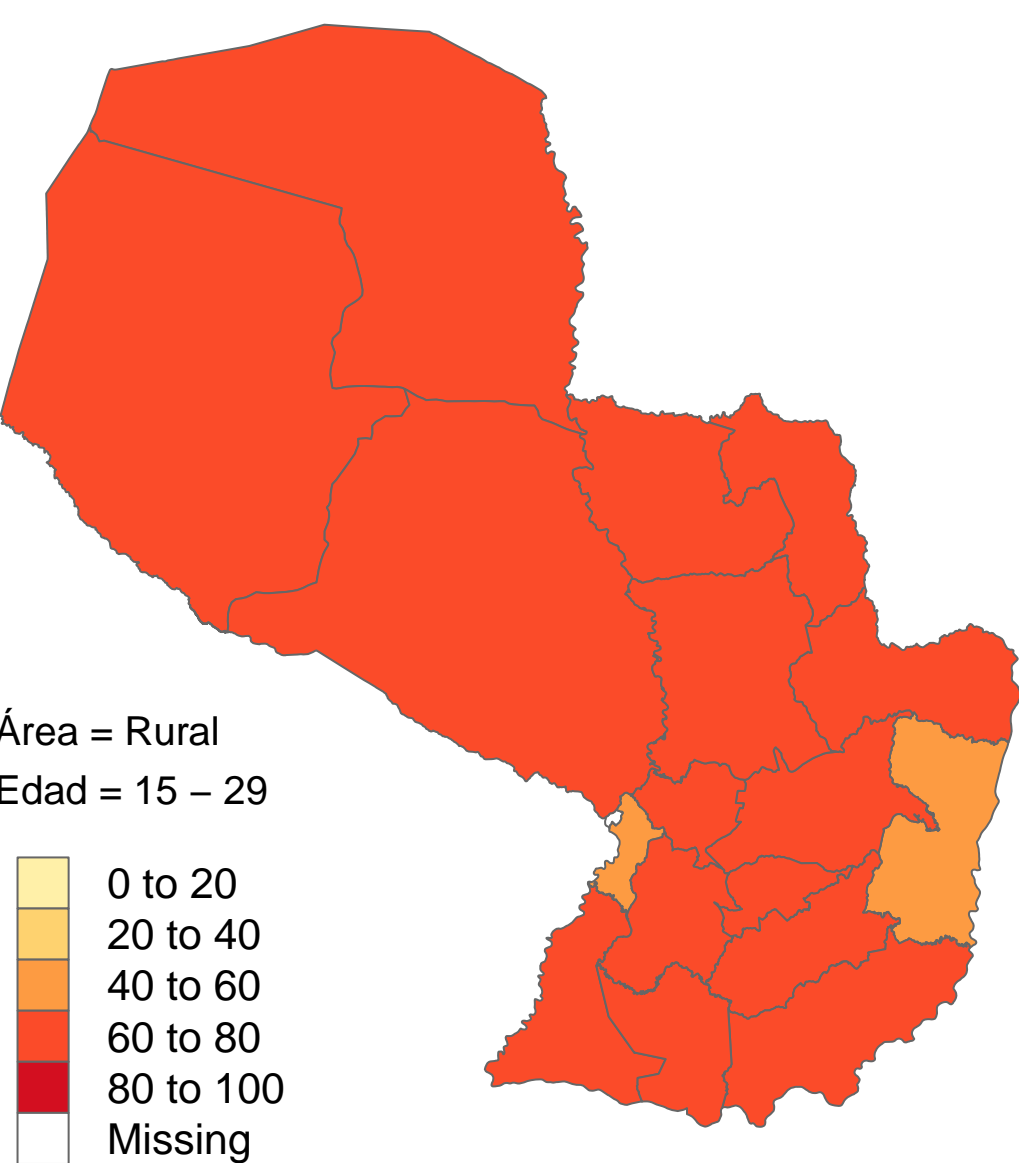 Área = Rural
Edad = 15 − 29
0 to 20
20 to 40
40 to 60
60 to 80
80 to 100
Missing